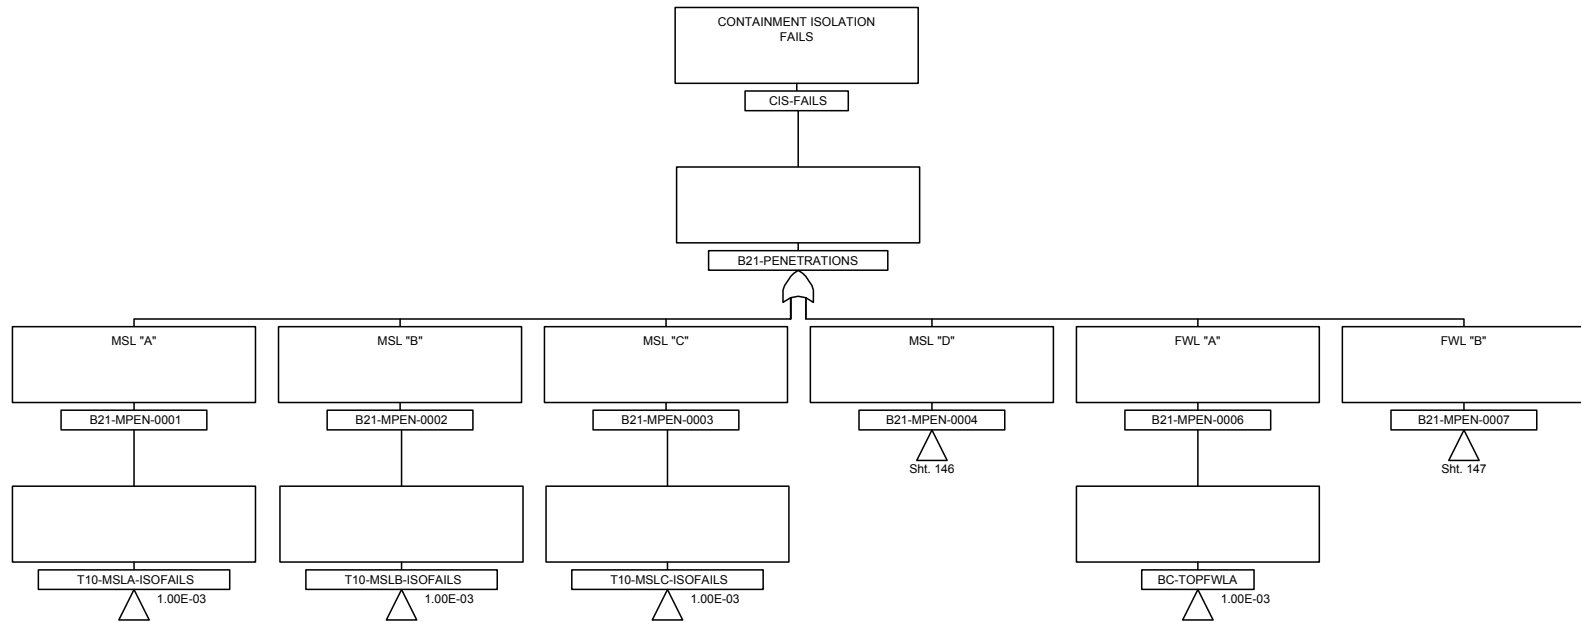 CONTAINMENT ISOLATION
FAILS
CIS-FAILS
B21-PENETRATIONS
MSL "A"
MSL "B"
MSL "C"
MSL "D"
FWL "A"
FWL "B"
B21-MPEN-0001
B21-MPEN-0002
B21-MPEN-0003
B21-MPEN-0004
B21-MPEN-0006
B21-MPEN-0007
Sht. 146
Sht. 147
T10-MSLA-ISOFAILS
T10-MSLB-ISOFAILS
T10-MSLC-ISOFAILS
BC-TOPFWLA
1.00E-03
1.00E-03
1.00E-03
1.00E-03